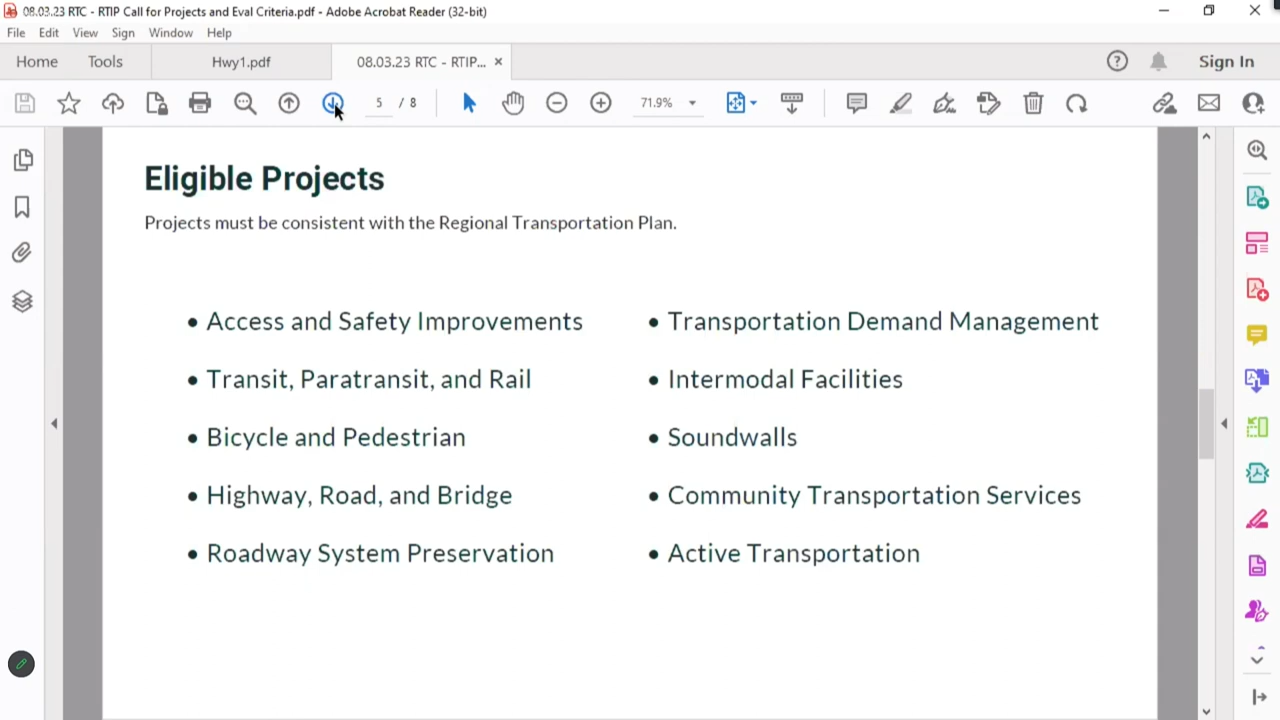 08.03.23 RTC - RTIP Call for Projects and Eval Criteria.pdf - Adobe Acrobat Reader (32-bit)
File Edit View Sign Window Help
Home Tools Hwy1.pdf 08.03.23 RTC - RTIP... × Sign In
5 / 8 71.9%
Eligible Projects
Projects must be consistent with the Regional Transportation Plan.
• Access and Safety Improvements
• Transit, Paratransit, and Rail
• Bicycle and Pedestrian
• Highway, Road, and Bridge
• Roadway System Preservation
• Transportation Demand Management
• Intermodal Facilities
• Soundwalls
• Community Transportation Services
• Active Transportation